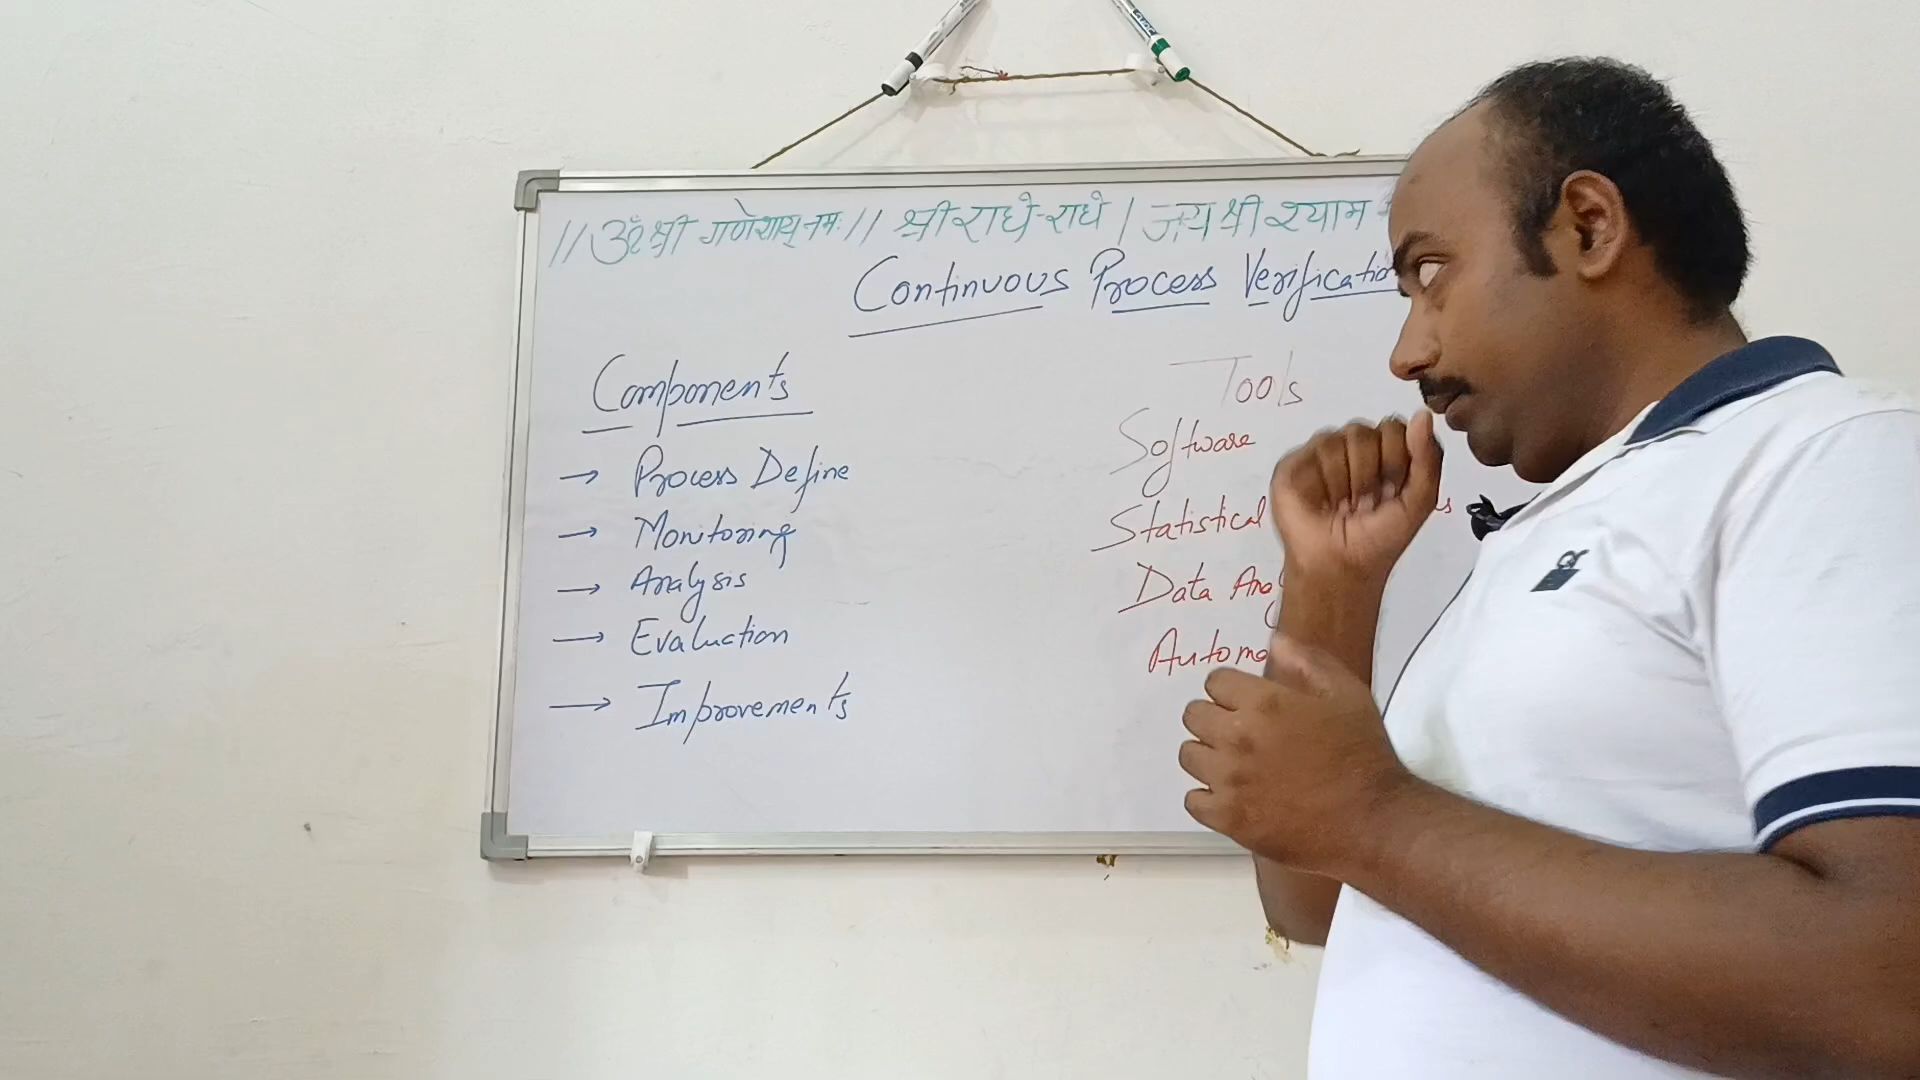 //ॐ श्री गणेशाय नमः// श्री राधे-राधे / जय श्री श्याम
Continuous Process Verification
Components
→ Process Define
→ Monitoring
→ Analysis
→ Evaluation
→ Improvements
Tools
Software
Statistical
Data